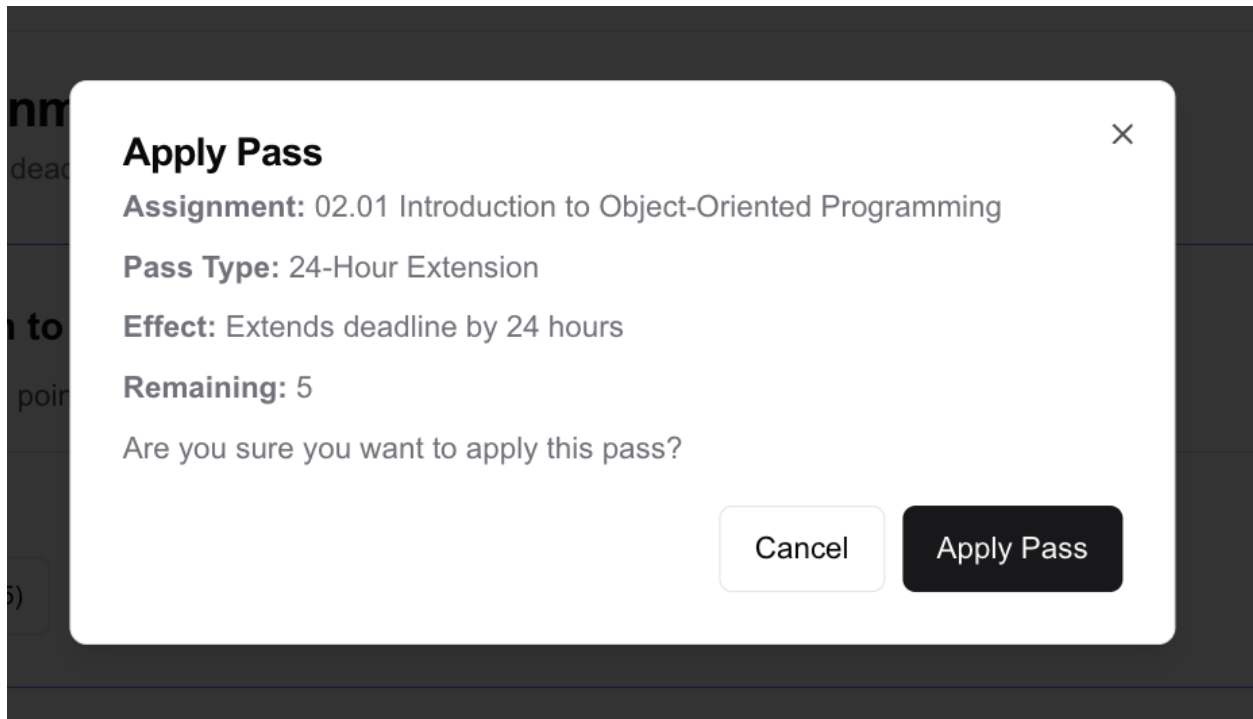 Apply Pass
Assignment: 02.01 Introduction to Object-Oriented Programming
Pass Type: 24-Hour Extension
Effect: Extends deadline by 24 hours
Remaining: 5
Are you sure you want to apply this pass?
Cancel
Apply Pass
to